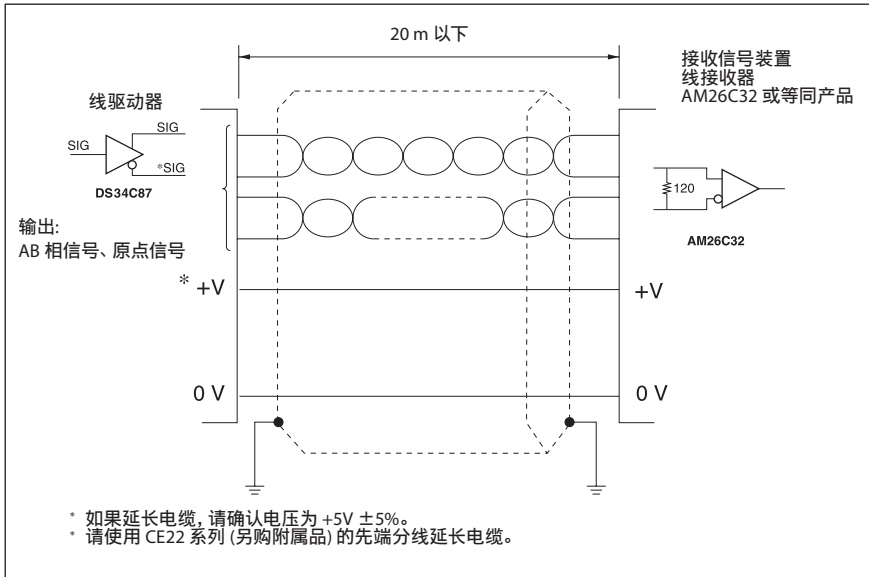 20 m 以下
接收信号装置
线接收器
AM26C32 或等同产品
线驱动器
SIG
SIG
*SIG
DS34C87
120
AM26C32
输出:
AB 相信号、原点信号
* +V
+V
0 V
0 V
* 如果延长电缆, 请确认电压为 +5V ±5%。
* 请使用 CE22 系列 (另购附属品) 的先端分线延长电缆。